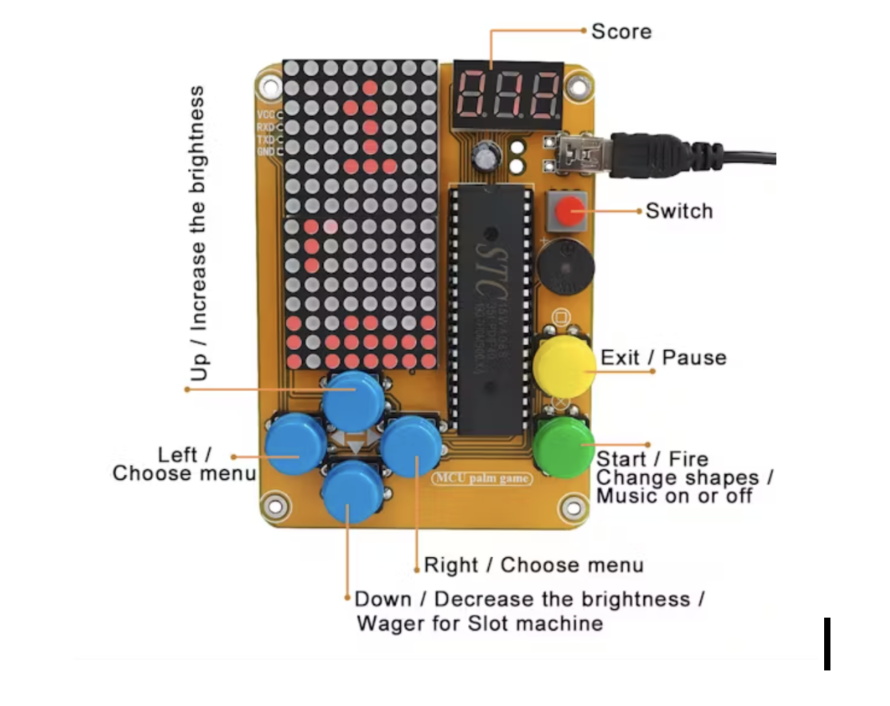 Score
Up / Increase the brightness
VCC
RXD
TXD
GND
STC
Switch
Exit / Pause
Left /
Choose menu
MCU palm game
Start / Fire
Change shapes /
Music on or off
Right / Choose menu
Down / Decrease the brightness /
Wager for Slot machine